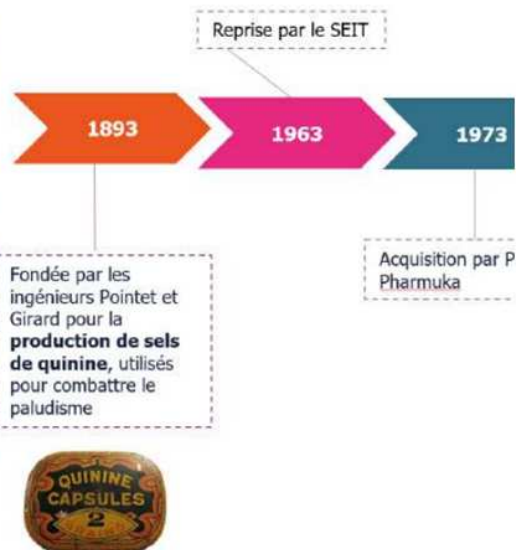 Reprise par le SEIT
1893
1963
1973
Fondée par les
ingénieurs Pointet et
Girard pour la
production de sels
de quinine, utilisés
pour combattre le
paludisme
Acquisition par P
Pharmuka
QUININE
CAPSULES
2
GRAINS